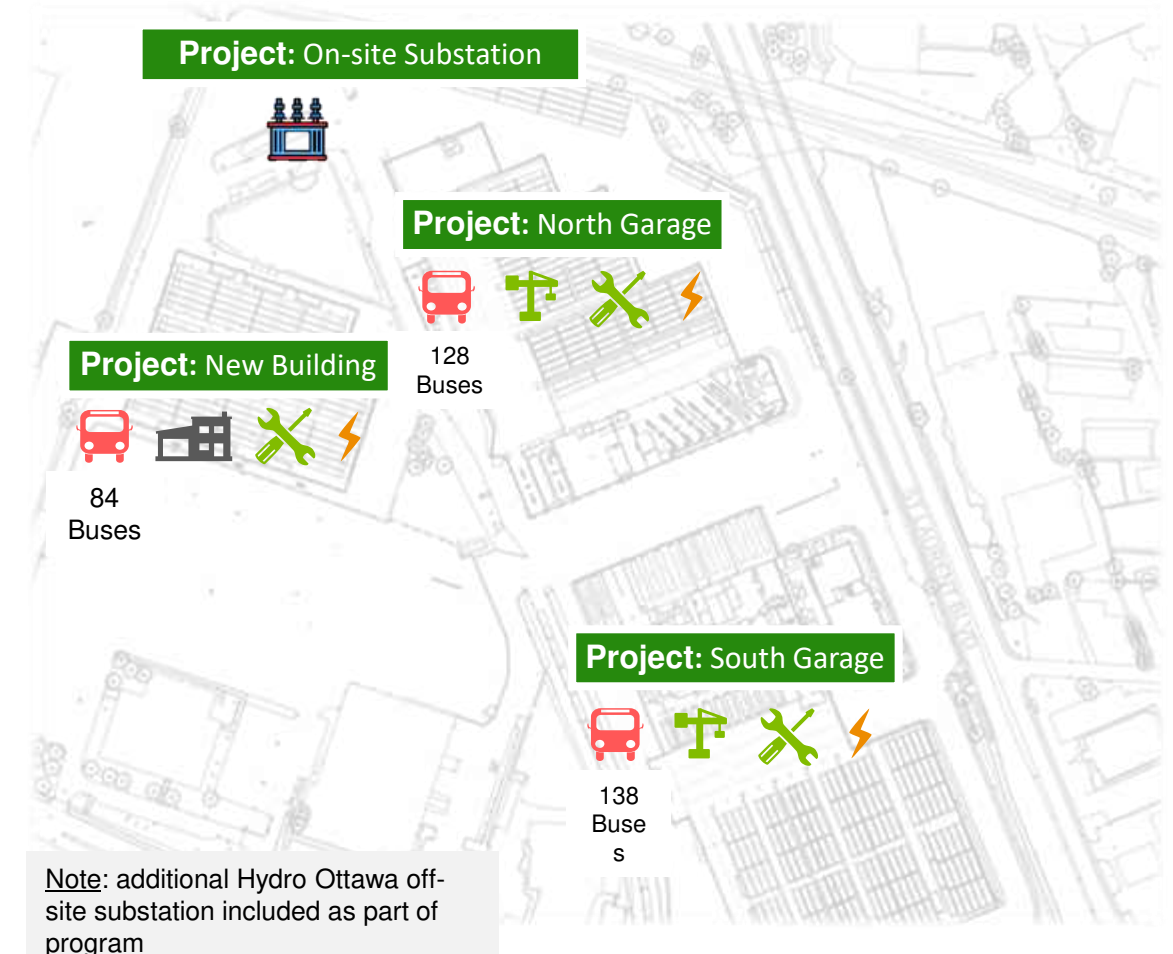 Project: On-site Substation
Project: North Garage
128
Buses
Project: New Building
84
Buses
Project: South Garage
138
Buse
s
Note: additional Hydro Ottawa off-
site substation included as part of
program